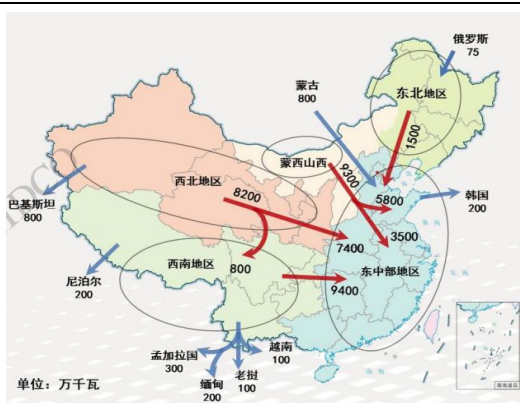 俄罗斯
75
蒙古
800
东北地区
1500
蒙西山西
9300
西北地区
8200
5800
韩国
200
巴基斯坦
800
7400
3500
西南地区
800
东中部地区
尼泊尔
200
9400
孟加拉国
300
缅甸
200
老挝
100
越南
100
单位：万千瓦